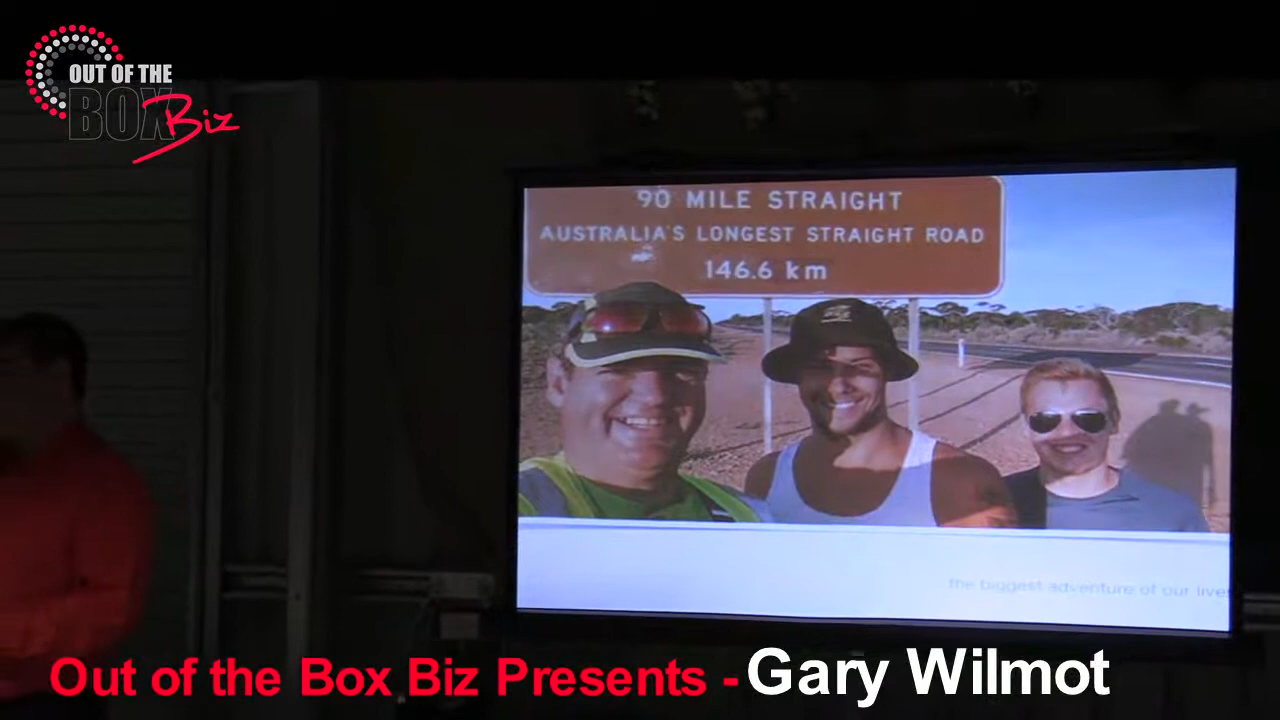 OUT OF THE
BOX Biz
90 MILE STRAIGHT
AUSTRALIA'S LONGEST STRAIGHT ROAD
146.6 km
the biggest adventure of our lives
Out of the Box Biz Presents - Gary Wilmot